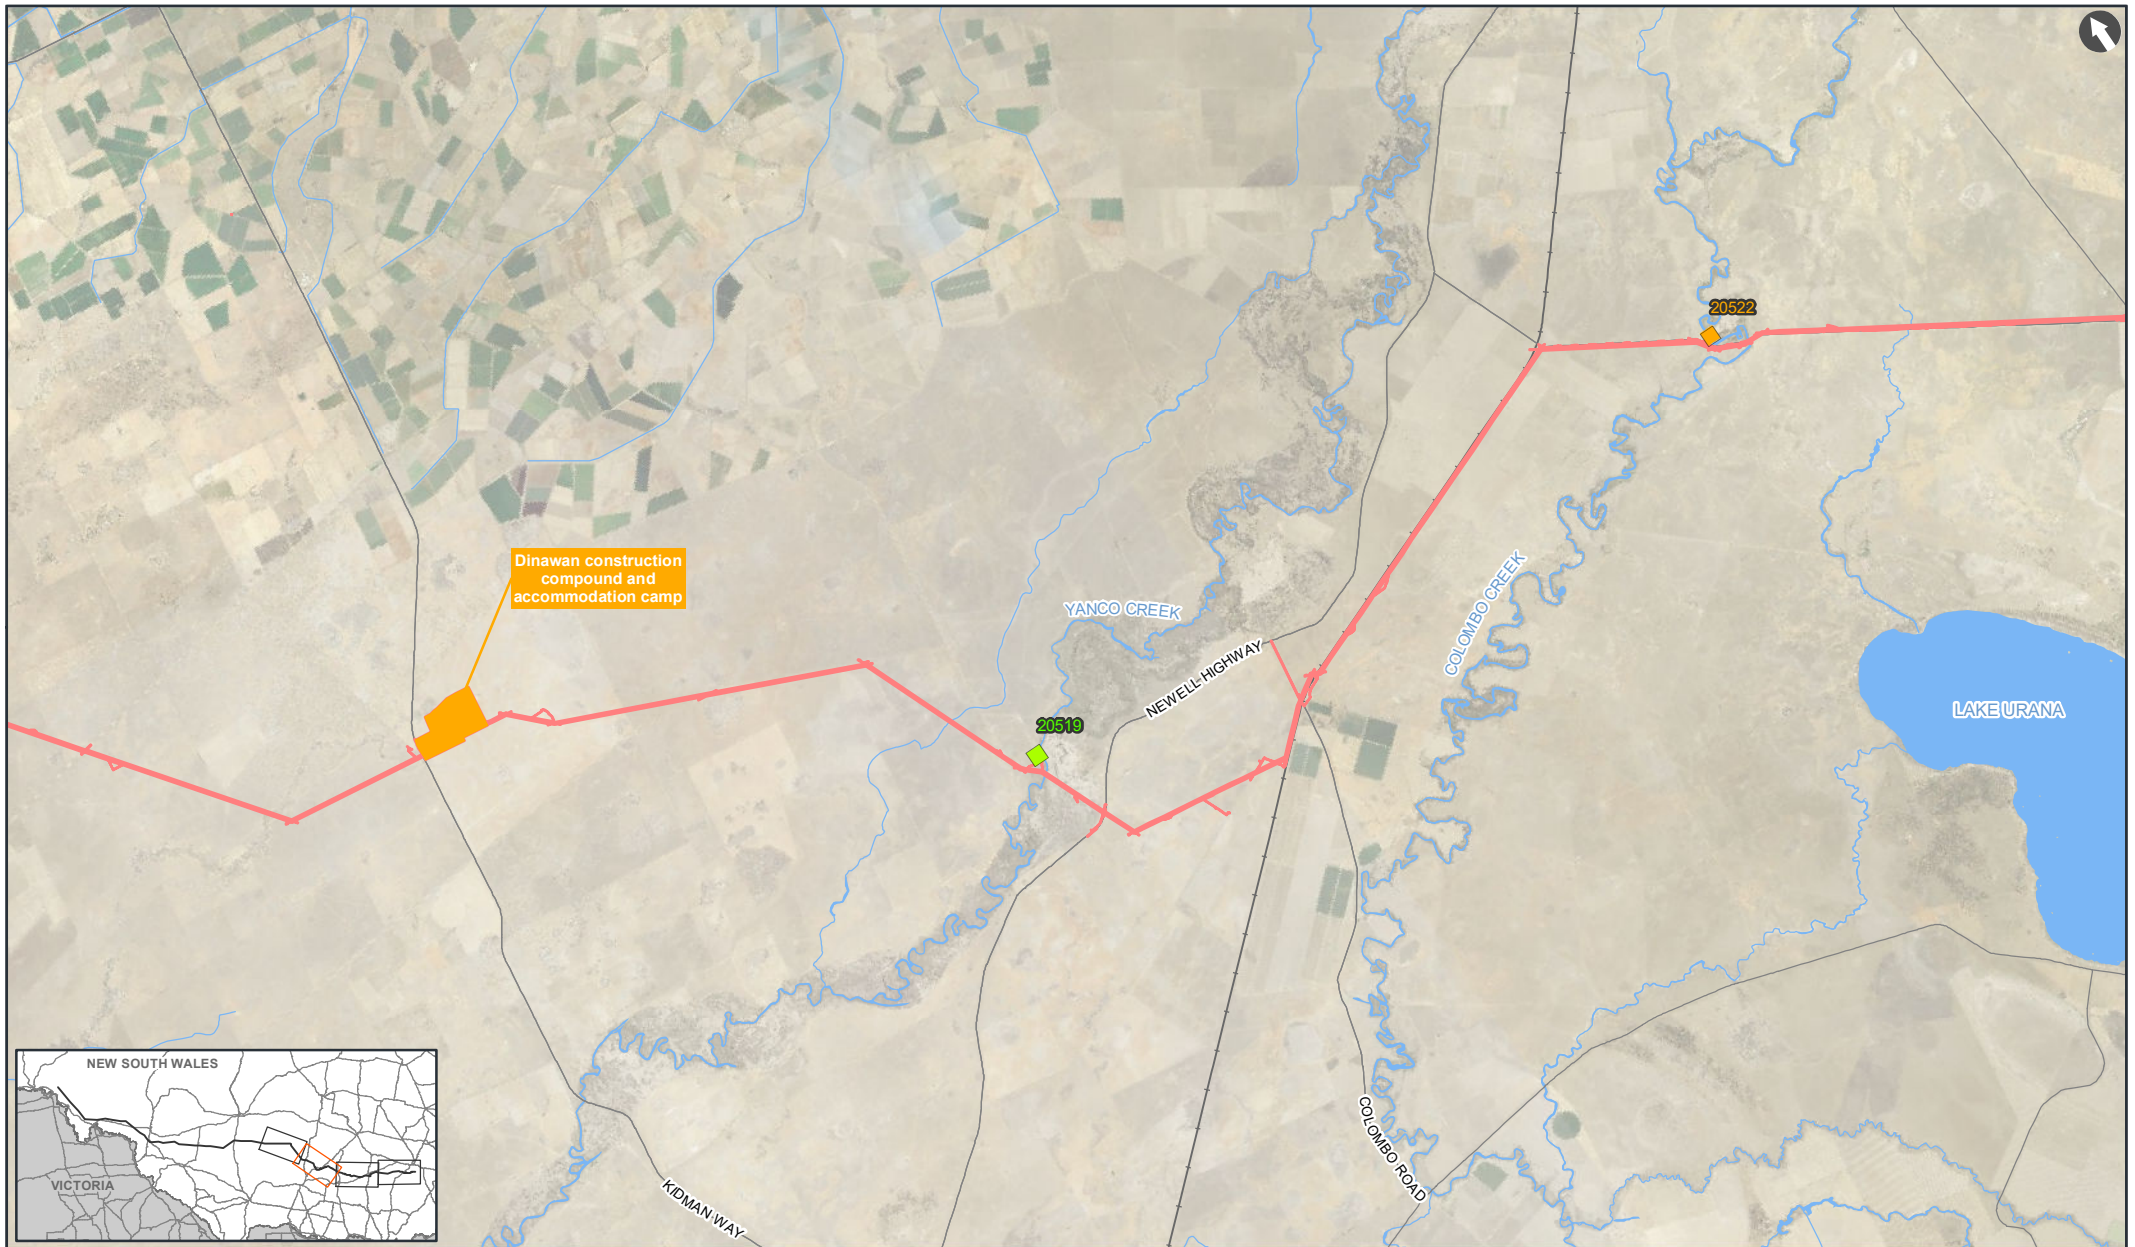 20522
Dinawan construction
compound and
accommodation camp
YANCO CREEK
COLOMBO CREEK
NEWELL HIGHWAY
LAKE URANA
20519
NEW SOUTH WALES
VICTORIA
COLOMBO ROAD
KIDMAN WAY